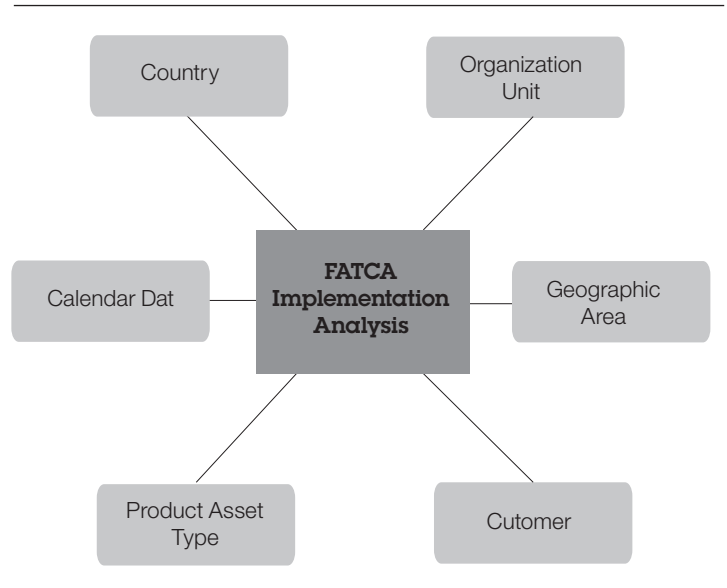 Country
Organization
Unit
FATCA
Implementation
Analysis
Calendar Dat
Geographic
Area
Product Asset
Type
Cutomer